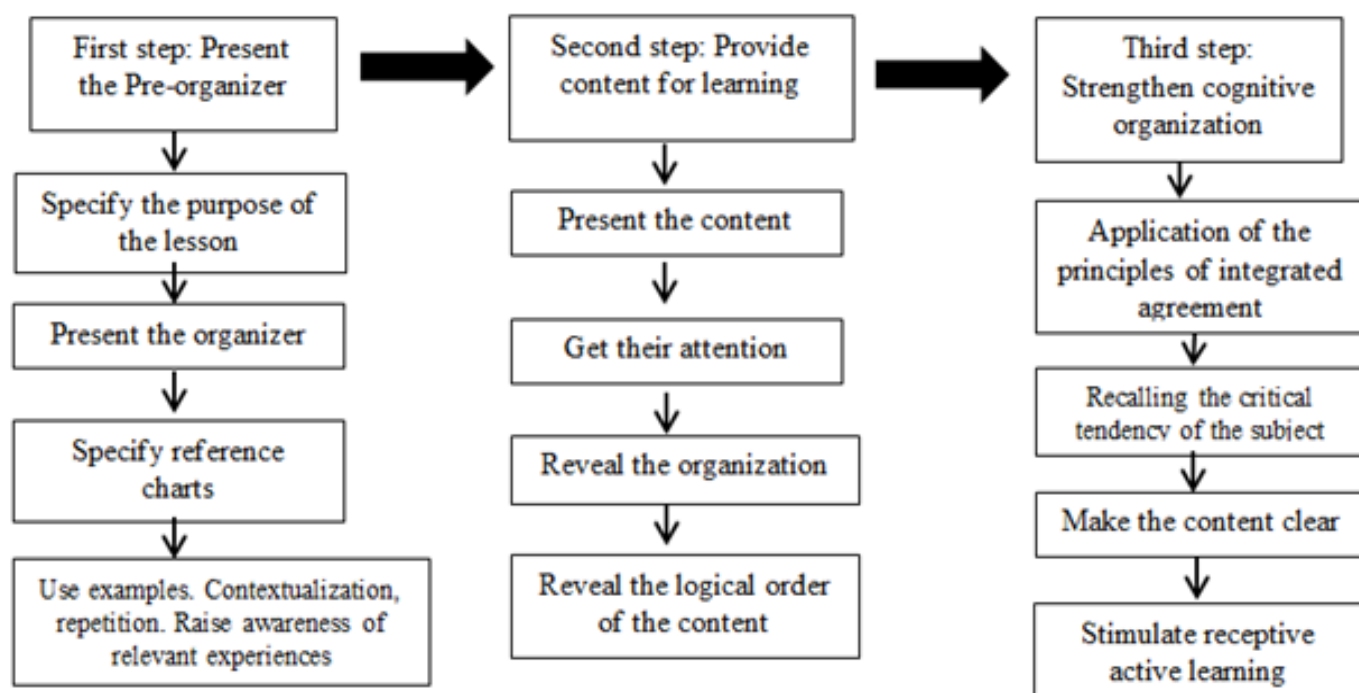 First step: Present
the Pre-organizer
Specify the purpose of
the lesson
Present the organizer
Specify reference
charts
Use examples. Contextualization,
repetition. Raise awareness of
relevant experiences
Second step: Provide
content for learning
Present the content
Get their attention
Reveal the organization
Reveal the logical order
of the content
Third step:
Strengthen cognitive
organization
Application of the
principles of integrated
agreement
Recalling the critical
tendency of the subject
Make the content clear
Stimulate receptive
active learning